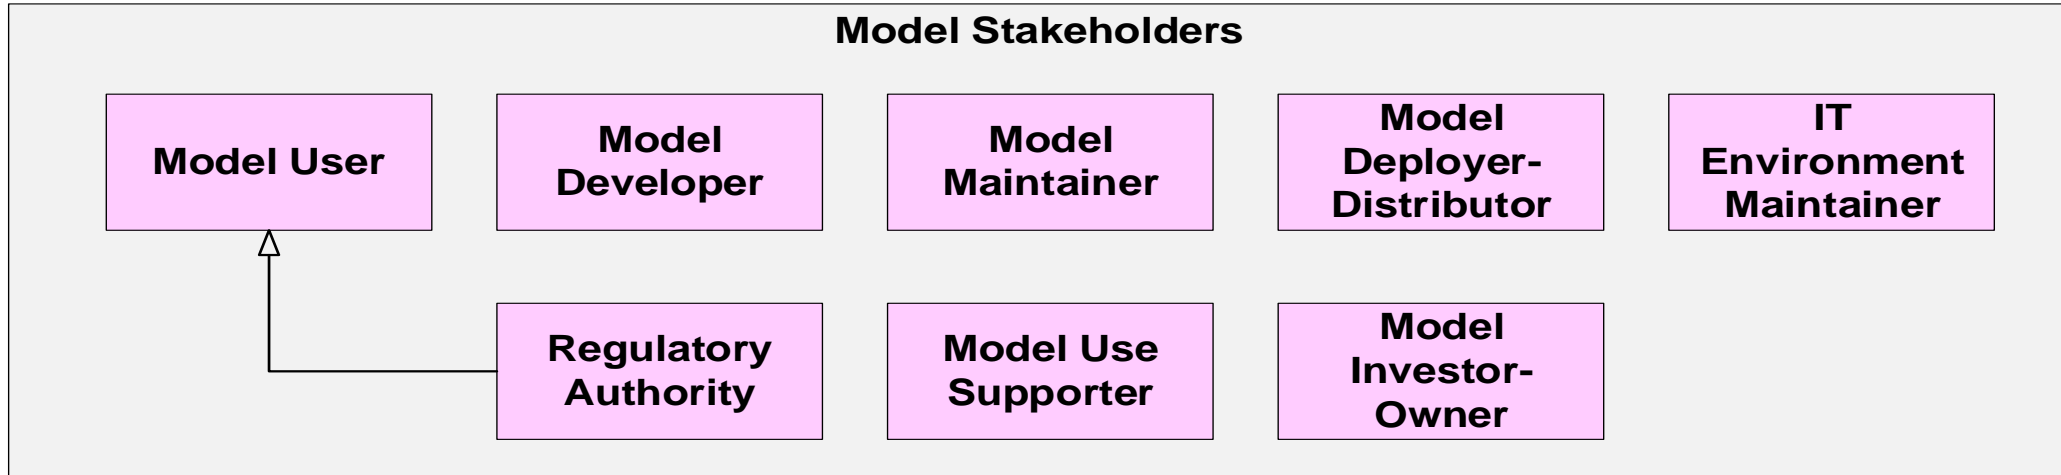 Model Stakeholders
Model User
Model
Developer
Model
Maintainer
Model
Deployer-
Distributor
IT
Environment
Maintainer
Regulatory
Authority
Model Use
Supporter
Model
Investor-
Owner